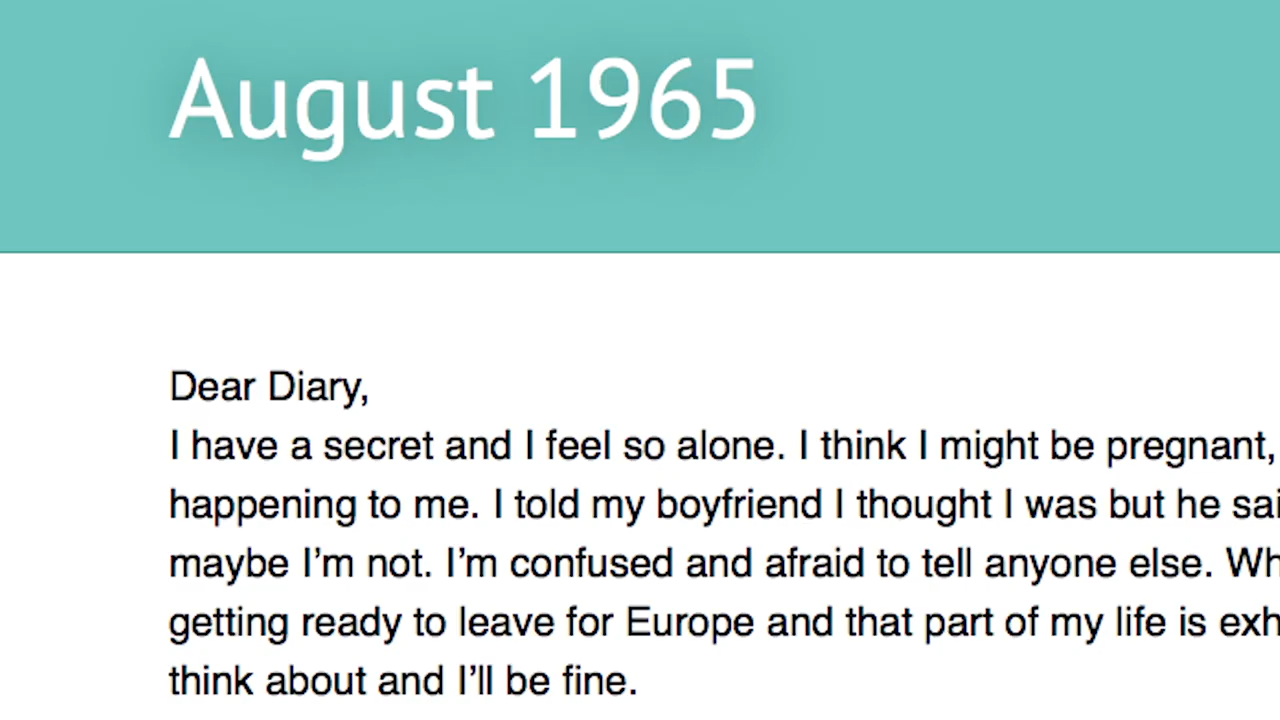 August 1965
Dear Diary,
I have a secret and I feel so alone. I think I might be pregnant,
happening to me. I told my boyfriend I thought I was but he
maybe I’m not. I’m confused and afraid to tell anyone else.
getting ready to leave for Europe and that part of my life is
think about and I’ll be fine.